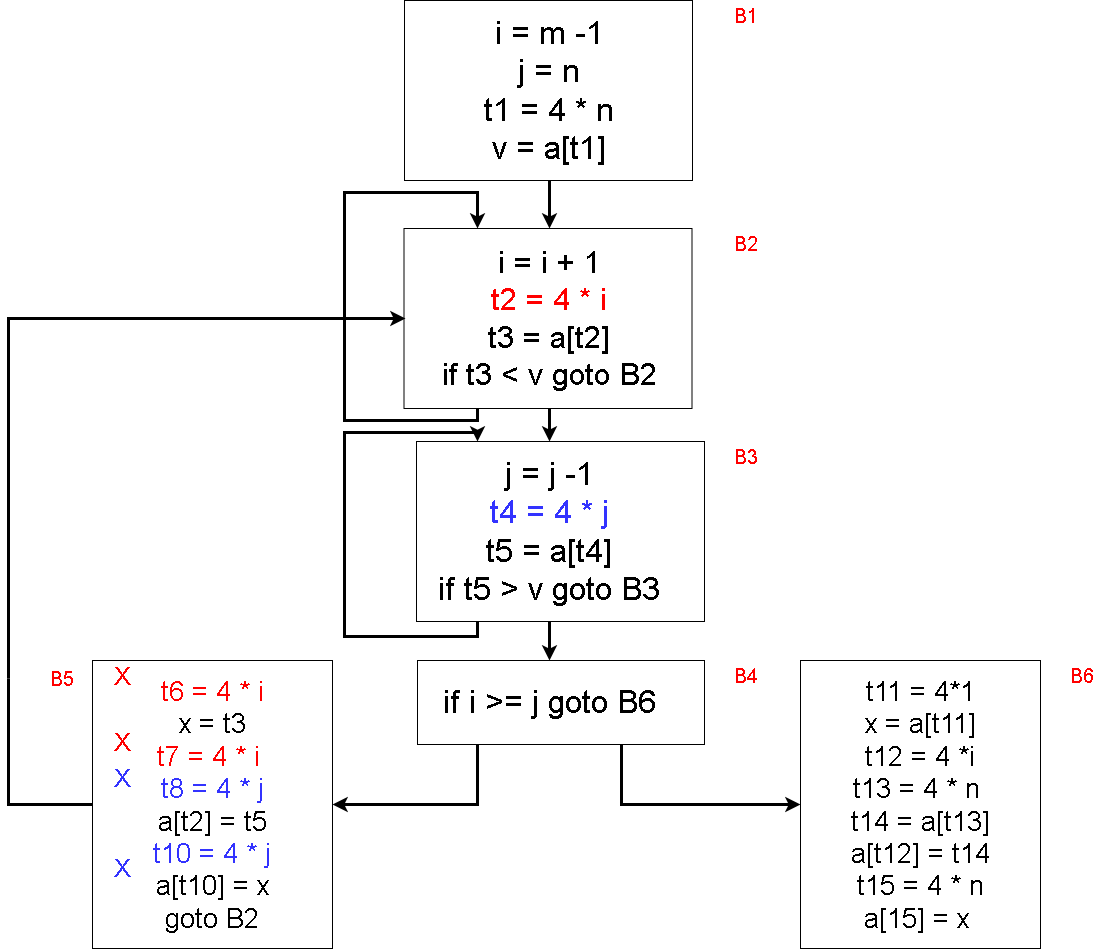 B1
i = m -1
j = n
t1 = 4 * n
v = a[t1]
B2
i = i + 1
t2 = 4 * i
t3 = a[t2]
if t3 < v goto B2
B3
j = j -1
t4 = 4 * j
t5 = a[t4]
if t5 > v goto B3
B4
if i >= j goto B6
B5
X t6 = 4 * i
x = t3
X t7 = 4 * i
X t8 = 4 * j
a[t2] = t5
X t10 = 4 * j
a[t10] = x
goto B2
B6
t11 = 4*1
x = a[t11]
t12 = 4 *i
t13 = 4 * n
t14 = a[t13]
a[t12] = t14
t15 = 4 * n
a[15] = x